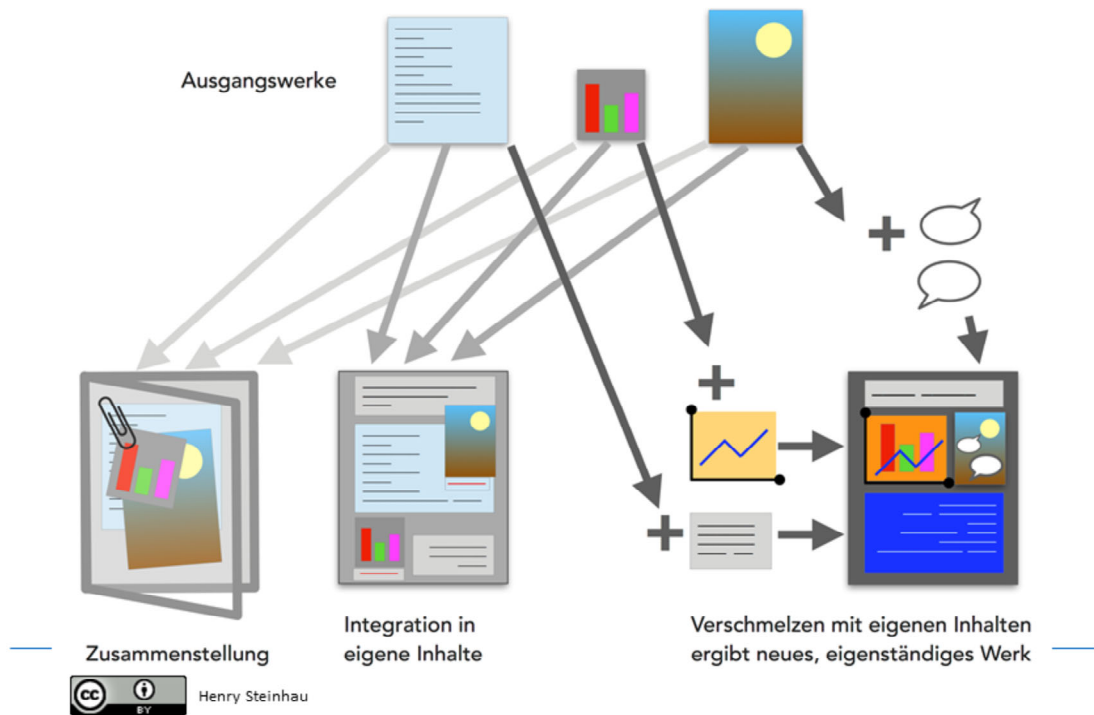 Ausgangswerke
Zusammenstellung
Integration in
eigene Inhalte
Verschmelzen mit eigenen Inhalten
ergibt neues, eigenständiges Werk
cc BY
Henry Steinhau